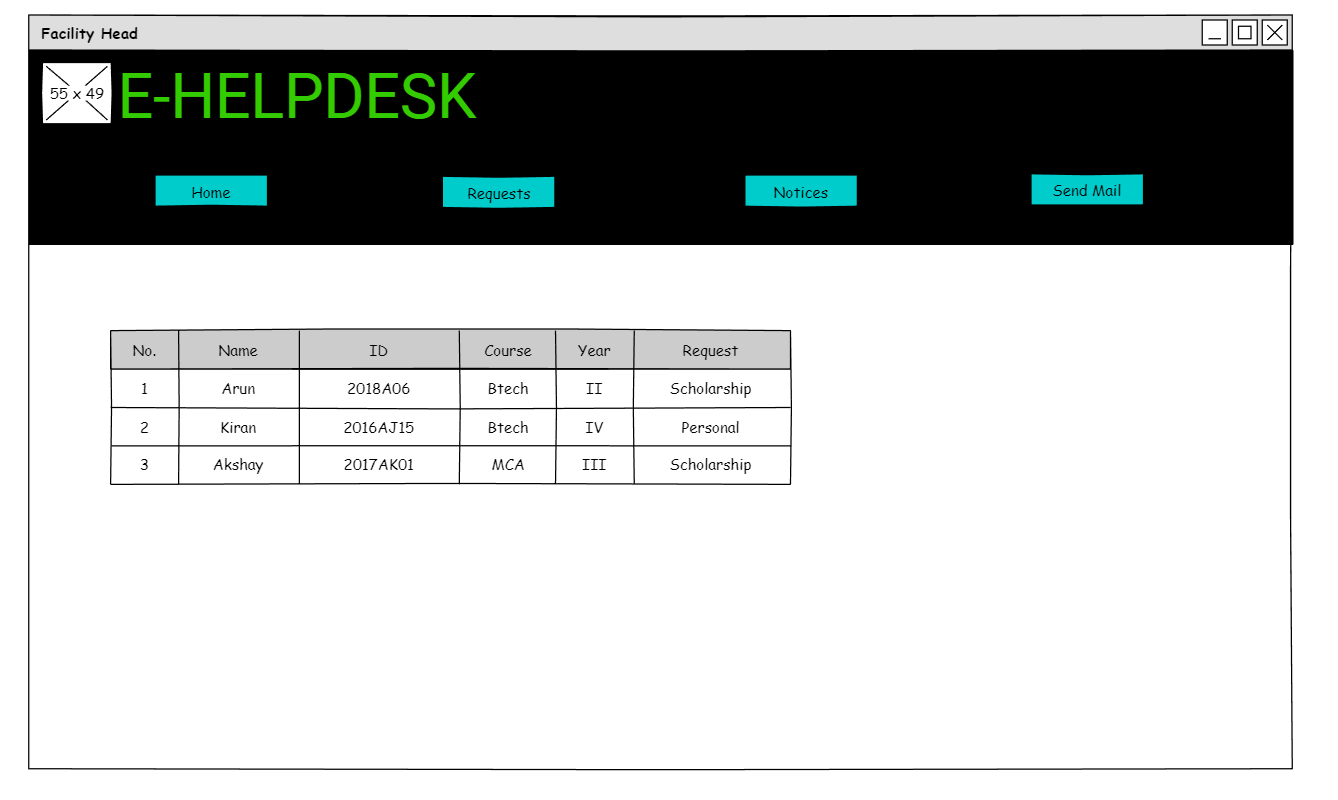 Facility Head
55 x 49
E-HELPDESK
Home Requests Notices Send Mail
No. Name ID Course Year Request
1 Arun 2018A06 Btech II Scholarship
2 Kiran 2016AJ15 Btech IV Personal
3 Akshay 2017AK01 MCA III Scholarship